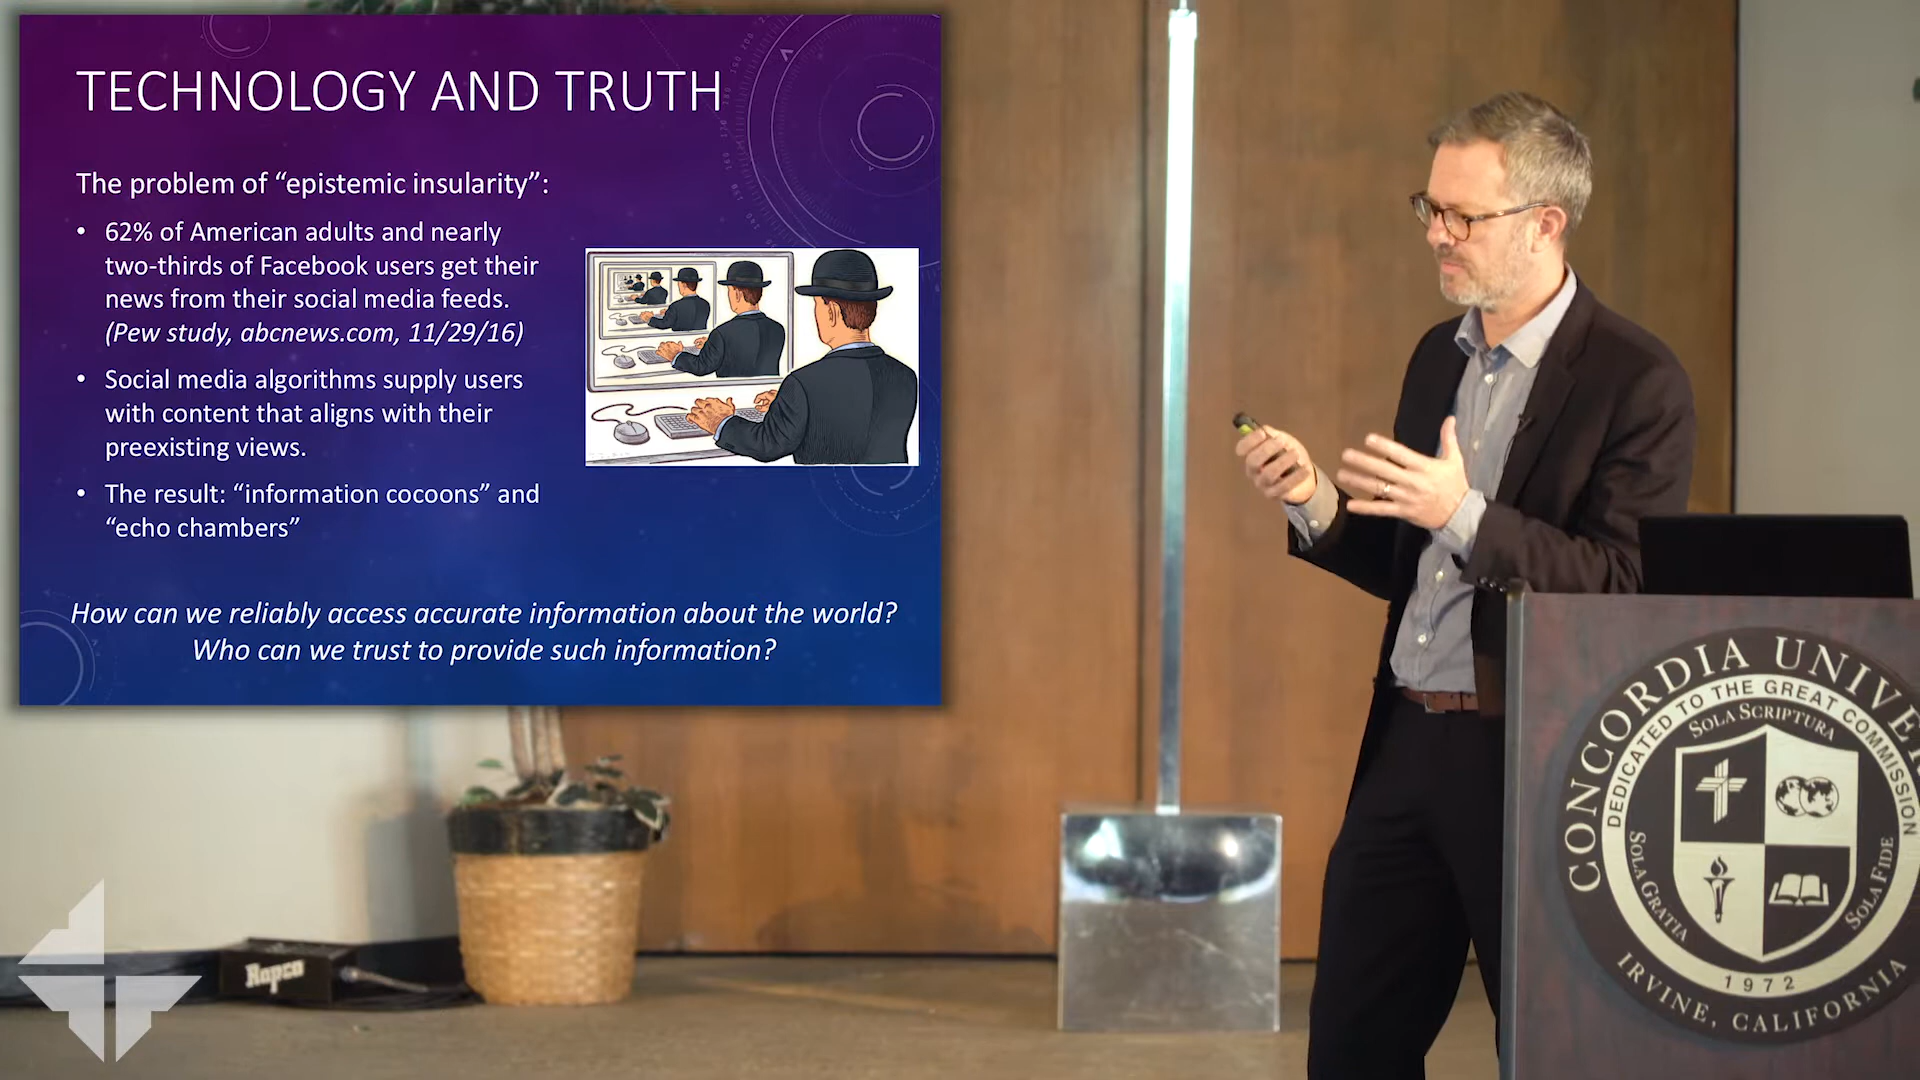 TECHNOLOGY AND TRUTH
The problem of “epistemic insularity”:
• 62% of American adults and nearly
two-thirds of Facebook users get their
news from their social media feeds.
(Pew study, abcnews.com, 11/29/16)
• Social media algorithms supply users
with content that aligns with their
preexisting views.
• The result: “information cocoons” and
“echo chambers”
How can we reliably access accurate information about the world?
Who can we trust to provide such information?
Rapco
CONCORDIA
DEDICATED TO THE GREAT COMMISSION
SOLA SCRIPTURA
SOLA GRATIA
SOLA FIDE
1972
IRVINE, CALIFORNIA